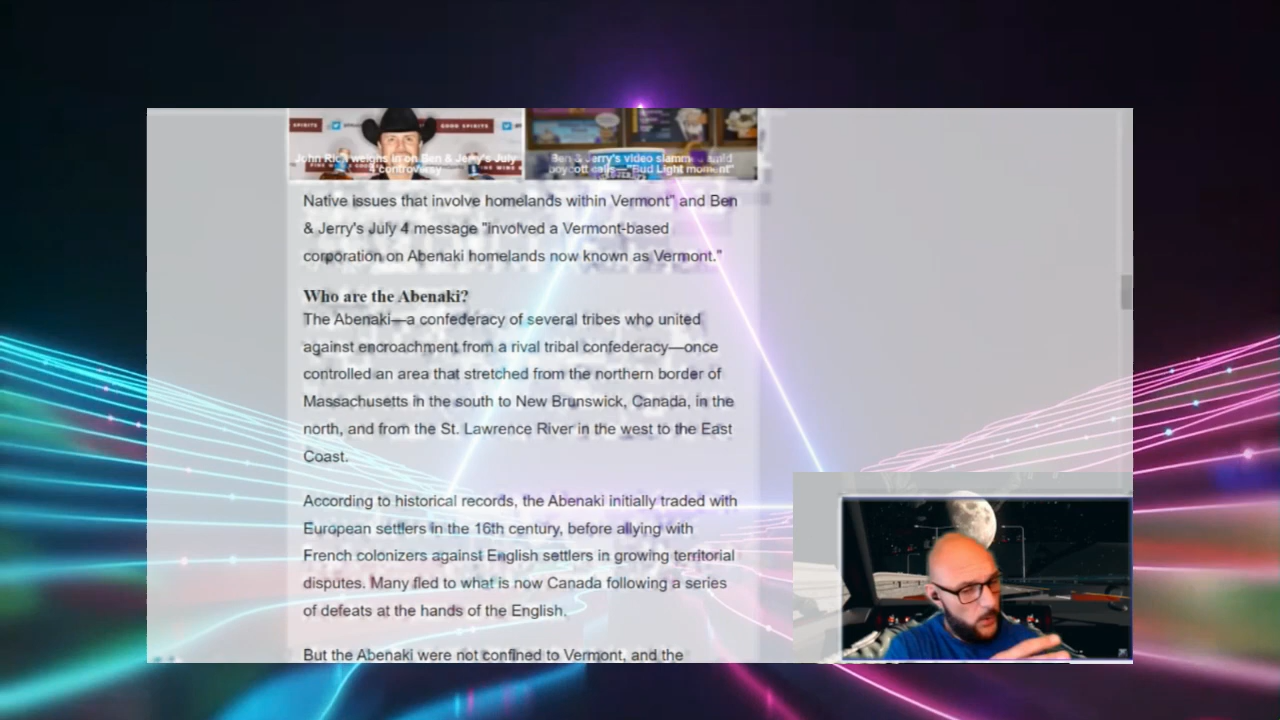 John Rich weighs in on Ben & Jerry's July
4 controversy
Ben & Jerry's video slammed amid
boycott calls—"Bud Light moment"
Native issues that involve homelands within Vermont" and Ben
& Jerry's July 4 message "involved a Vermont-based
corporation on Abenaki homelands now known as Vermont."
Who are the Abenaki?
The Abenaki—a confederacy of several tribes who united
against encroachment from a rival tribal confederacy—once
controlled an area that stretched from the northern border of
Massachusetts in the south to New Brunswick, Canada, in the
north, and from the St. Lawrence River in the west to the East
Coast.
According to historical records, the Abenaki initially traded with
European settlers in the 16th century, before allying with
French colonizers against English settlers in growing territorial
disputes. Many fled to what is now Canada following a series
of defeats at the hands of the English.
But the Abenaki were not confined to Vermont, and the